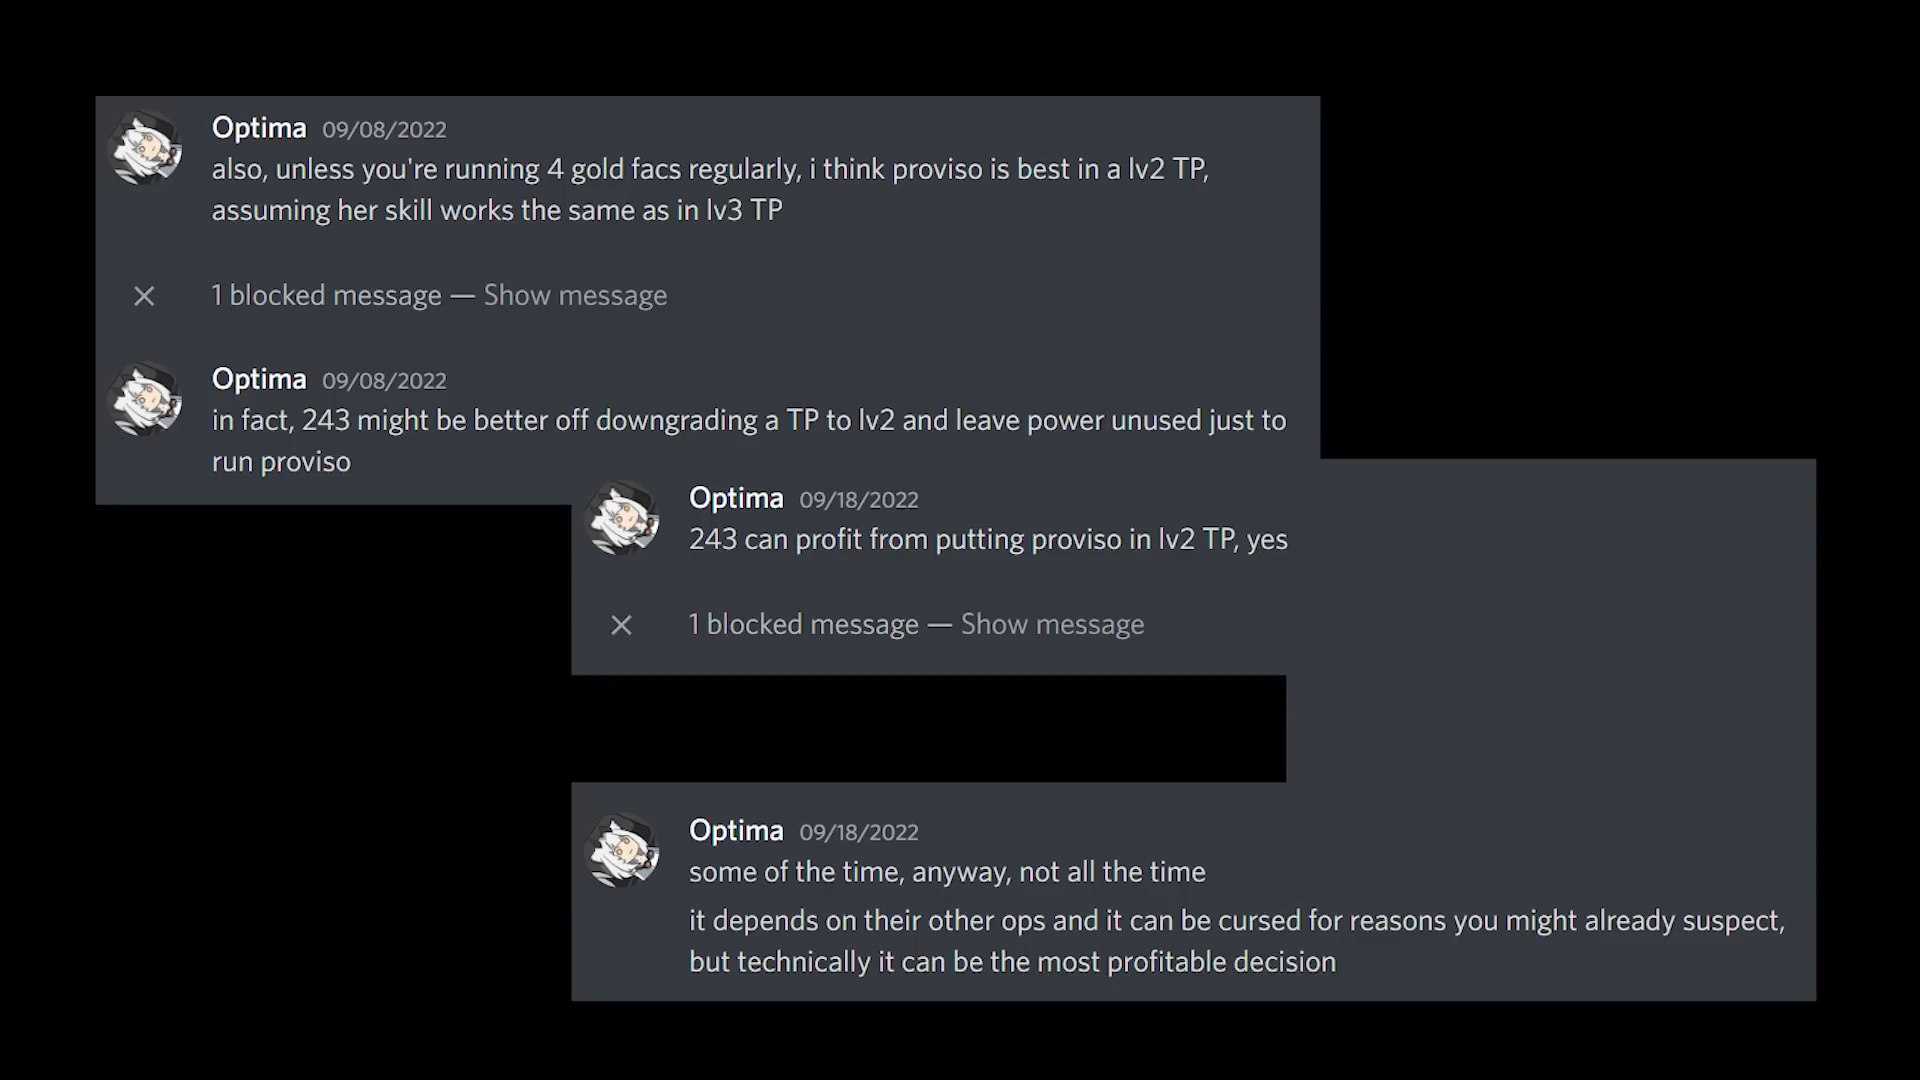 Optima 09/08/2022
also, unless you're running 4 gold facs regularly, i think proviso is best in a lv2 TP,
assuming her skill works the same as in lv3 TP
1 blocked message — Show message
Optima 09/08/2022
in fact, 243 might be better off downgrading a TP to lv2 and leave power unused just to
run proviso
Optima 09/18/2022
243 can profit from putting proviso in lv2 TP, yes
1 blocked message — Show message
Optima 09/18/2022
some of the time, anyway, not all the time
it depends on their other ops and it can be cursed for reasons you might already suspect,
but technically it can be the most profitable decision